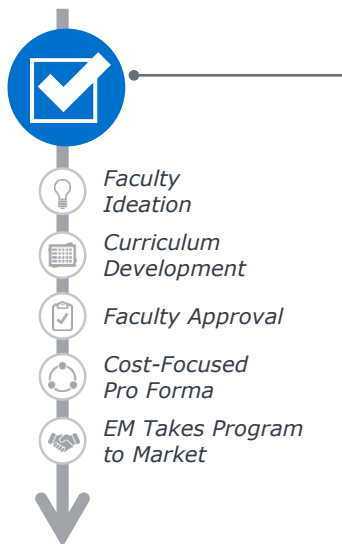 Faculty
Ideation
Curriculum
Development
Faculty Approval
Cost-Focused
Pro Forma
EM Takes Program
to Market